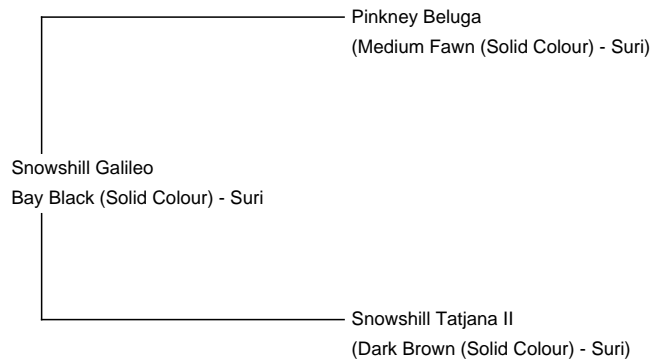 Pinkney Beluga
(Medium Fawn (Solid Colour) - Suri)
Snowshill Galileo
Bay Black (Solid Colour) - Suri
Snowshill Tatjana II
(Dark Brown (Solid Colour) - Suri)